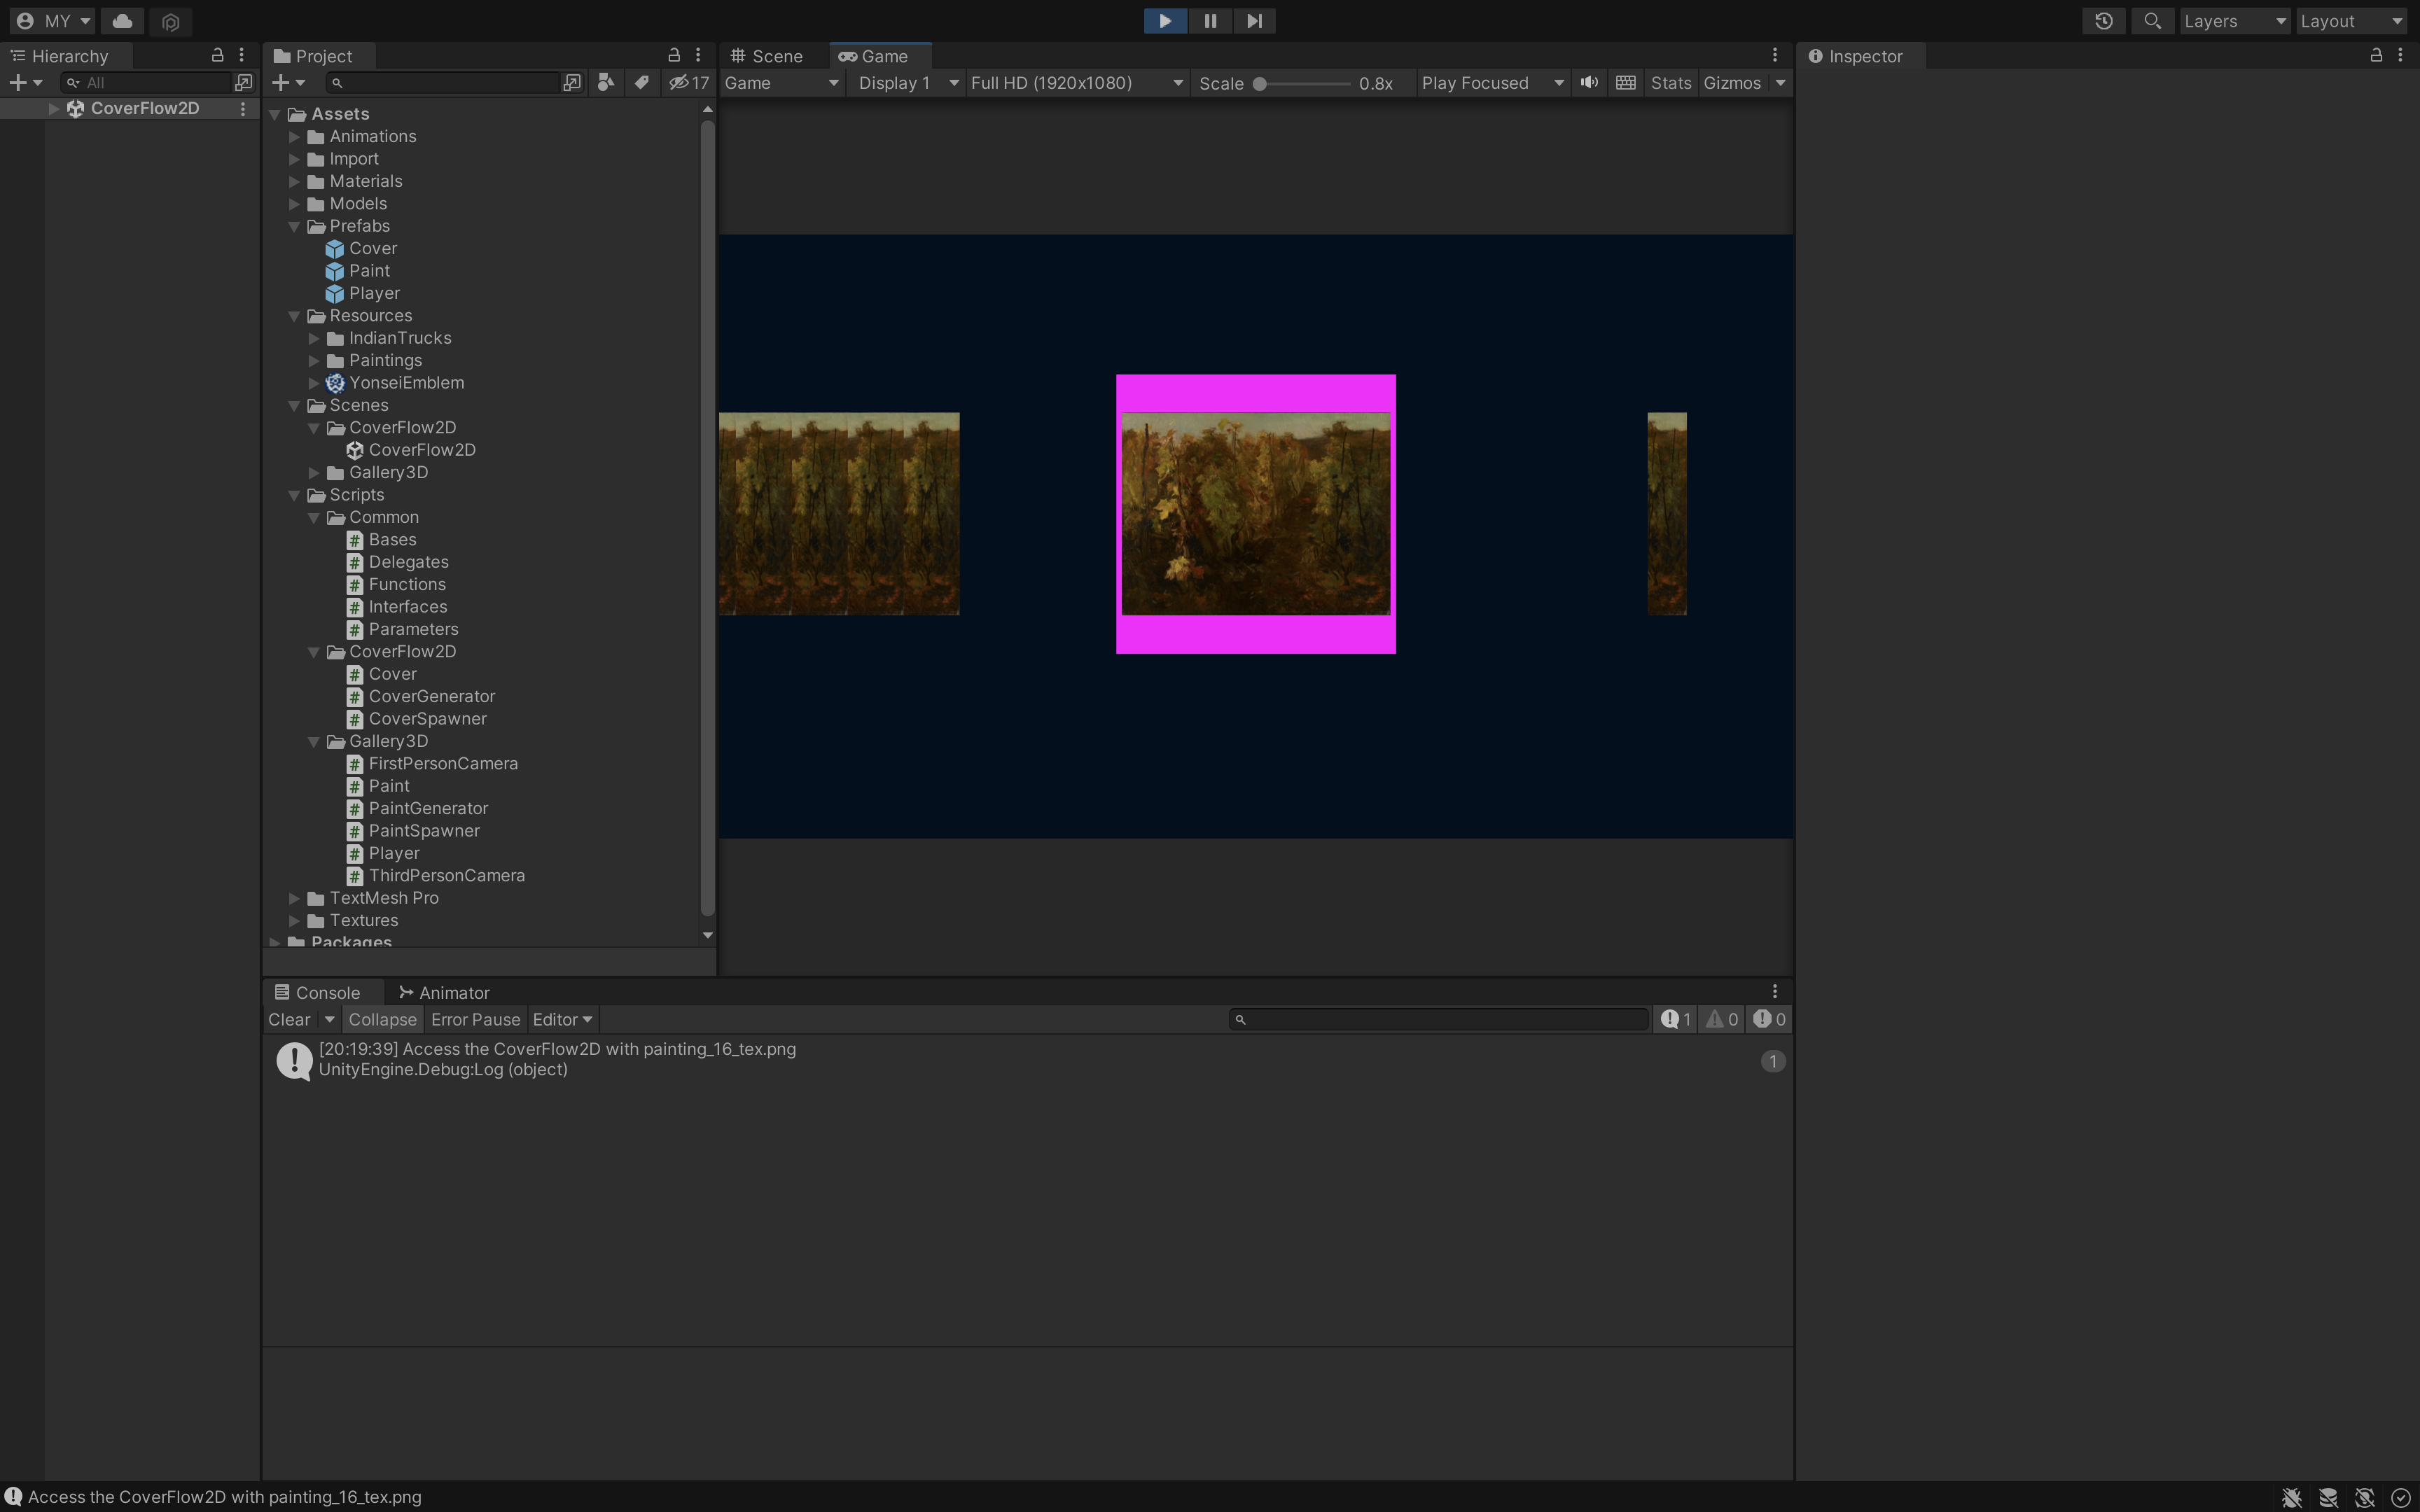 MY
Layers
Layout
Hierarchy
All
CoverFlow2D
Project
17
Assets
Animations
Import
Materials
Models
Prefabs
Cover
Paint
Player
Resources
IndianTrucks
Paintings
YonseiEmblem
Scenes
CoverFlow2D
CoverFlow2D
Gallery3D
Scripts
Common
Bases
Delegates
Functions
Interfaces
Parameters
CoverFlow2D
Cover
CoverGenerator
CoverSpawner
Gallery3D
FirstPersonCamera
Paint
PaintGenerator
PaintSpawner
Player
ThirdPersonCamera
TextMesh Pro
Textures
Packages
Scene
Game
Game
Display 1
Full HD (1920x1080)
Scale
0.8x
Play Focused
Stats
Gizmos
Inspector
Console
Animator
Clear
Collapse
Error Pause
Editor
1
0
0
[20:19:39] Access the CoverFlow2D with painting_16_tex.png
UnityEngine.Debug:Log (object)
1
Access the CoverFlow2D with painting_16_tex.png